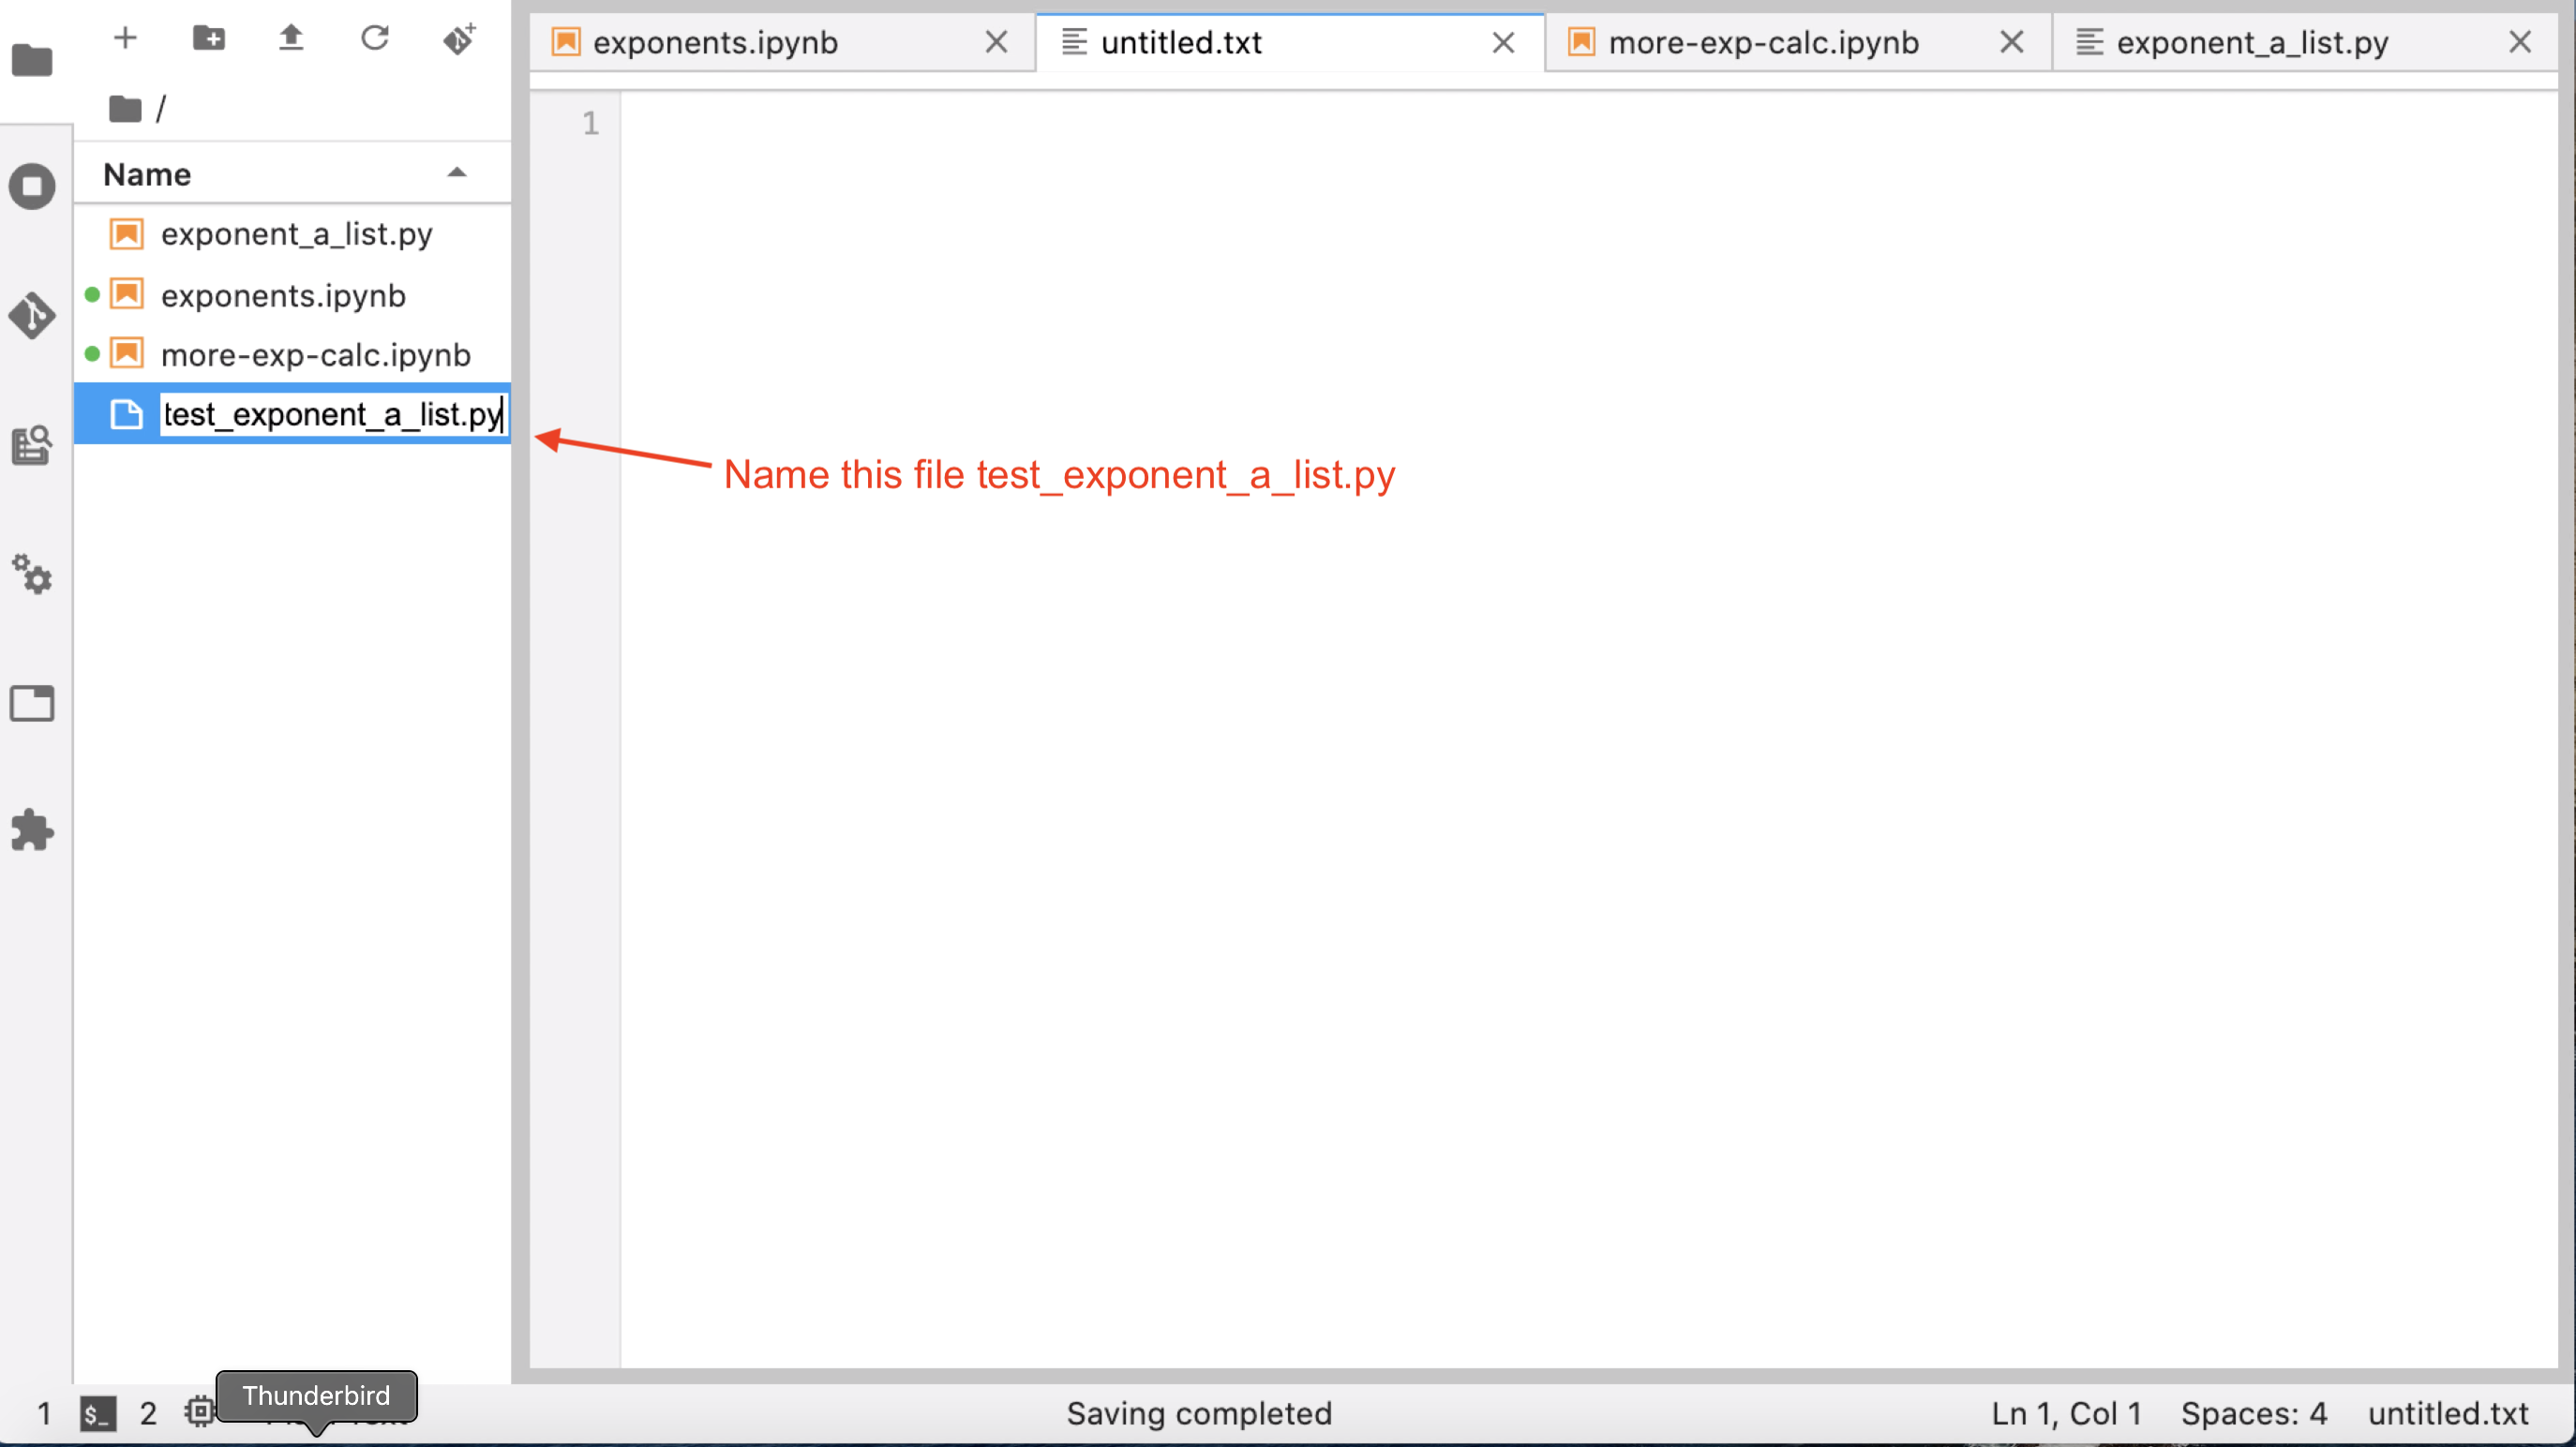 exponents.ipynb
untitled.txt
more-exp-calc.ipynb
exponent_a_list.py
/
Name
exponent_a_list.py
exponents.ipynb
more-exp-calc.ipynb
test_exponent_a_list.py
1
Name this file test_exponent_a_list.py
Thunderbird
1 $_ 2
Saving completed
Ln 1, Col 1 Spaces: 4 untitled.txt